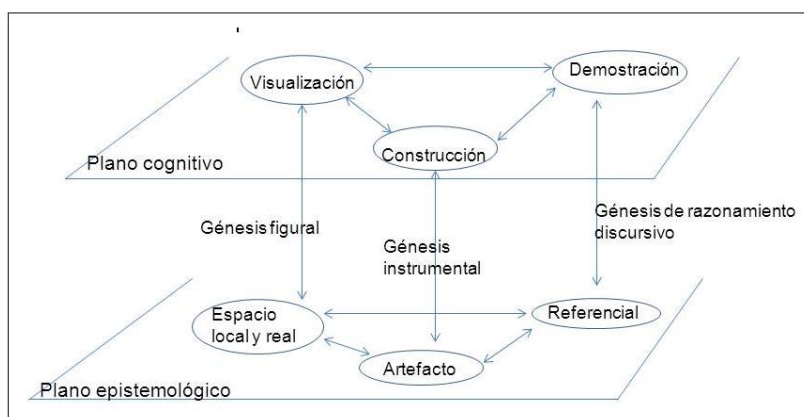 Visualización
Demostración
Construcción
Plano cognitivo
Génesis figural
Génesis
instrumental
Génesis de razonamiento
discursivo
Espacio
local y real
Referencial
Artefacto
Plano epistemológico